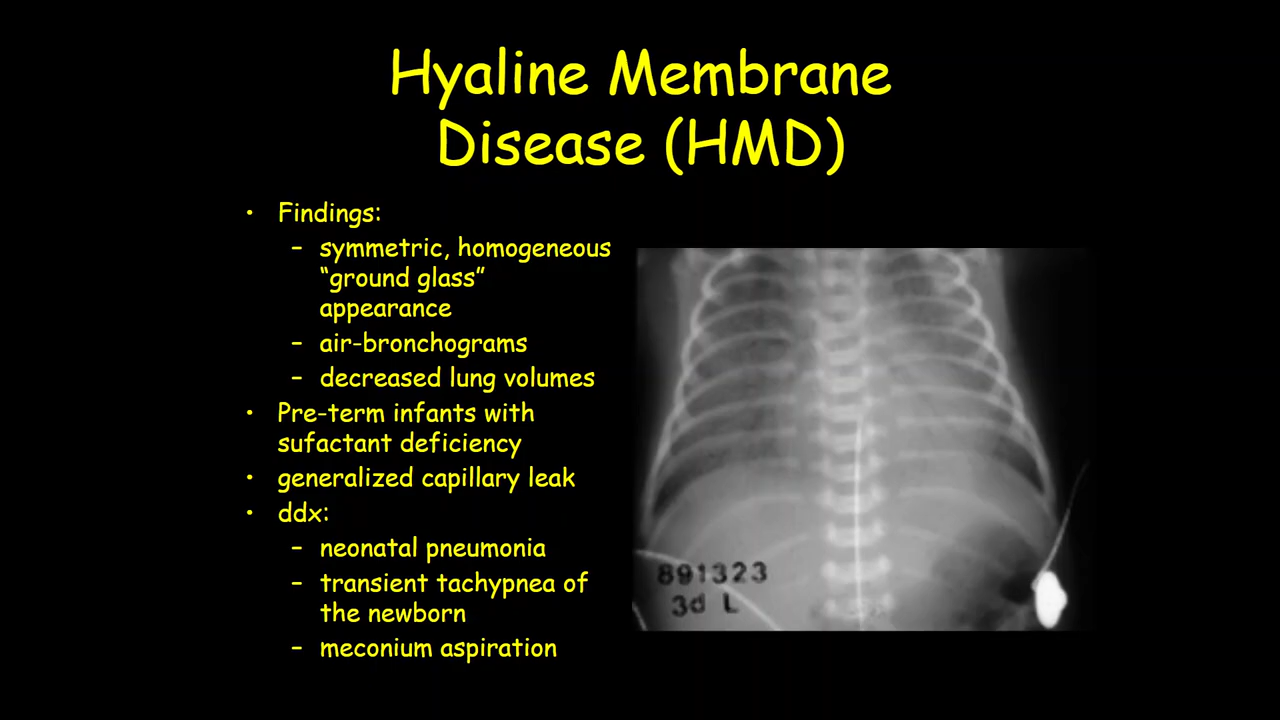 Hyaline Membrane
Disease (HMD)
• Findings:
– symmetric, homogeneous
“ground glass”
appearance
– air-bronchograms
– decreased lung volumes
• Pre-term infants with
sufactant deficiency
• generalized capillary leak
• ddx:
– neonatal pneumonia
– transient tachypnea of
the newborn
– meconium aspiration
891323
3d L